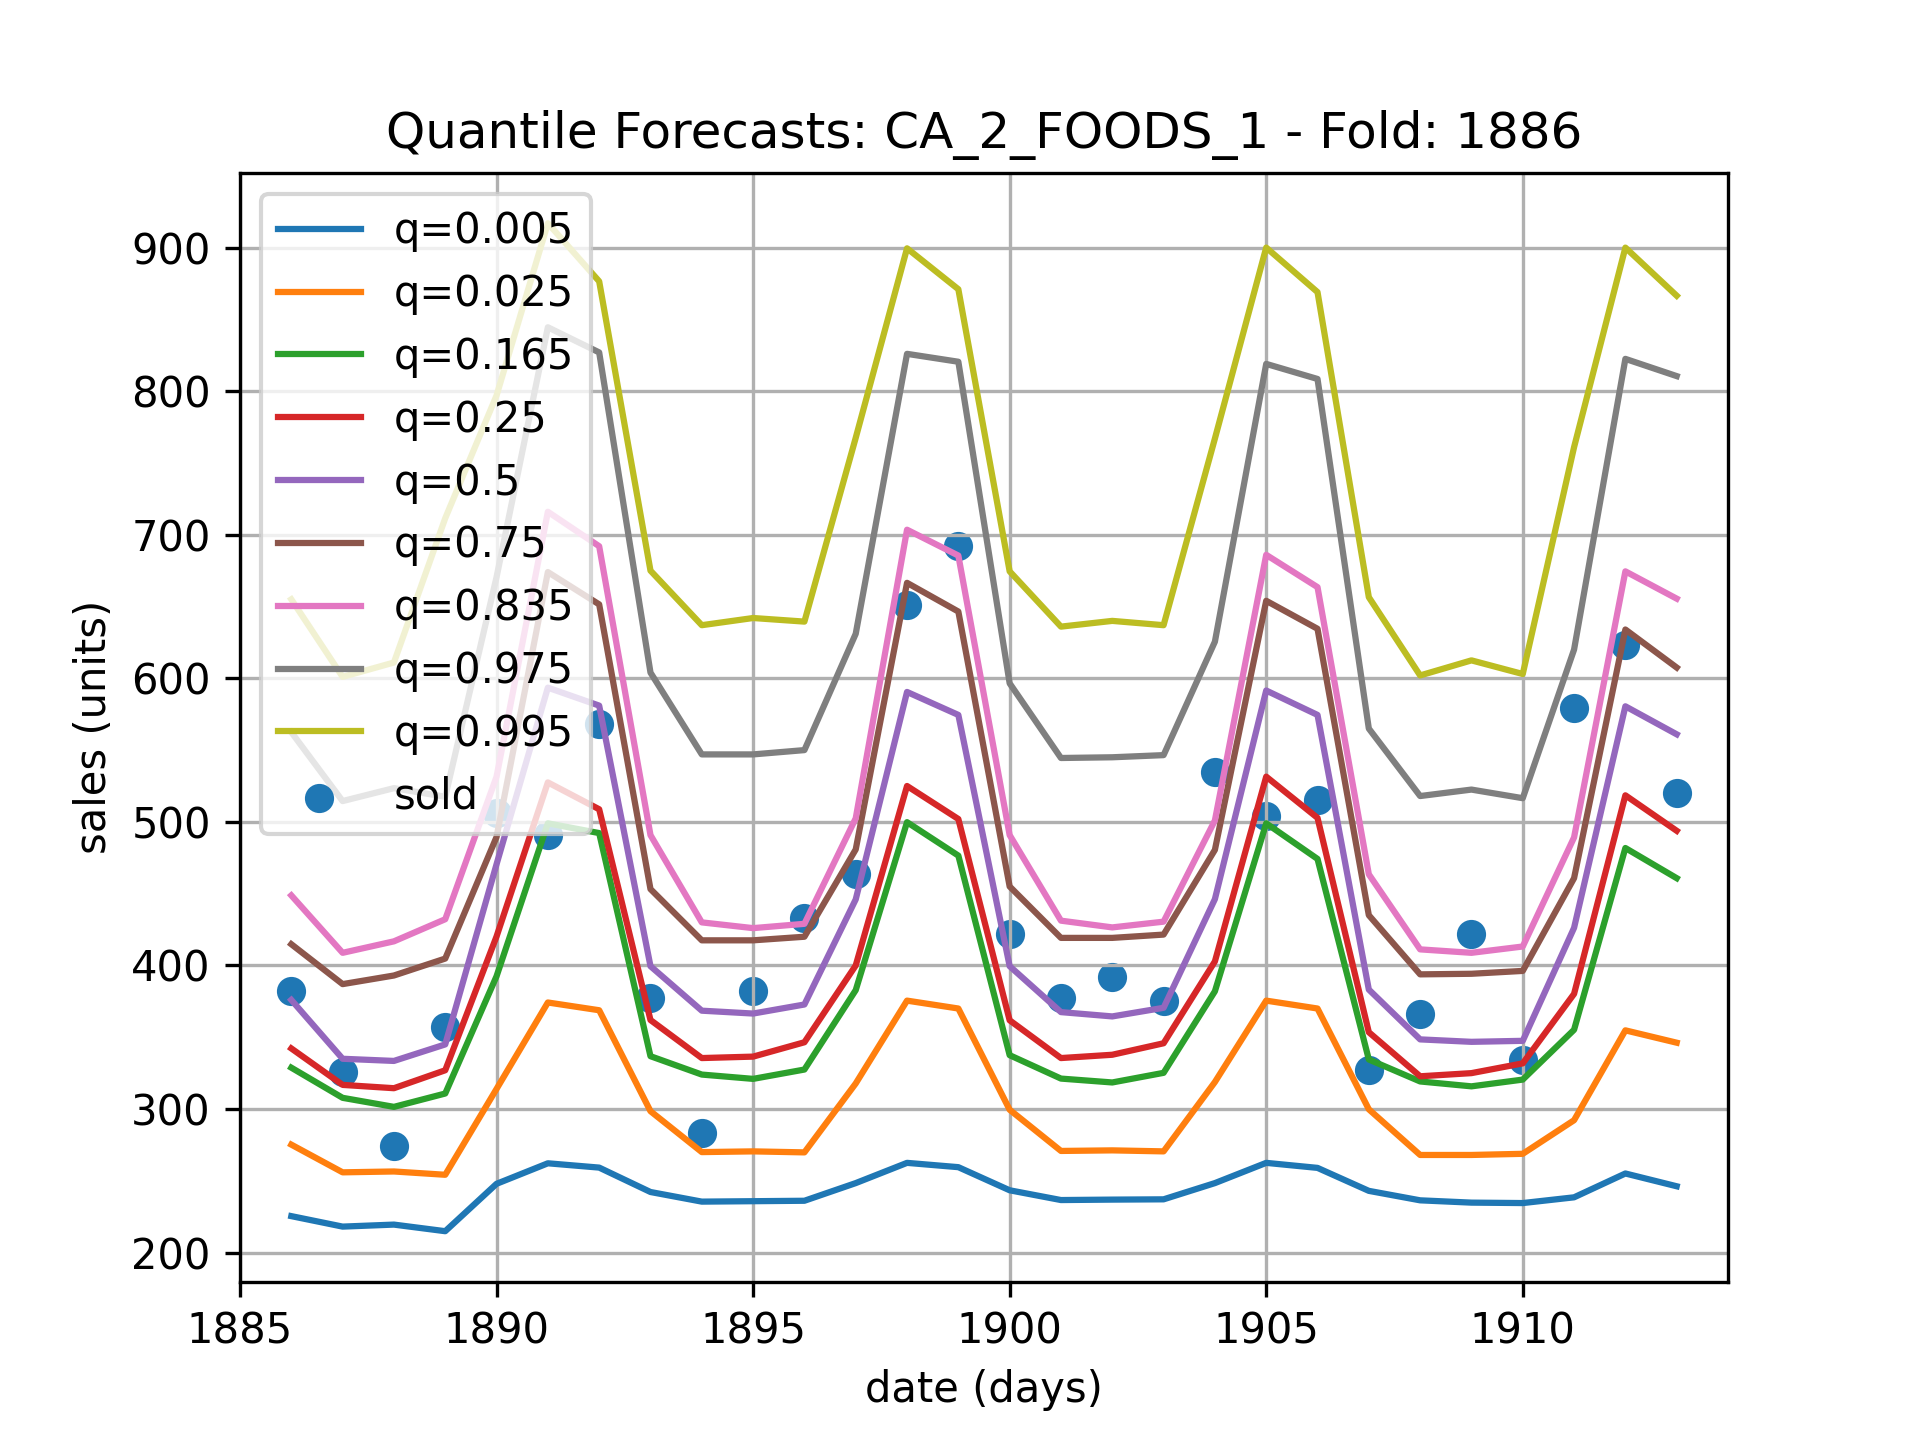 Quantile Forecasts: CA_2_FOODS_1 - Fold: 1886
q=0.005
q=0.025
q=0.165
q=0.25
q=0.5
q=0.75
q=0.835
q=0.975
q=0.995
sold
sales (units)
900
800
700
600
500
400
300
200
1885 1890 1895 1900 1905 1910
date (days)